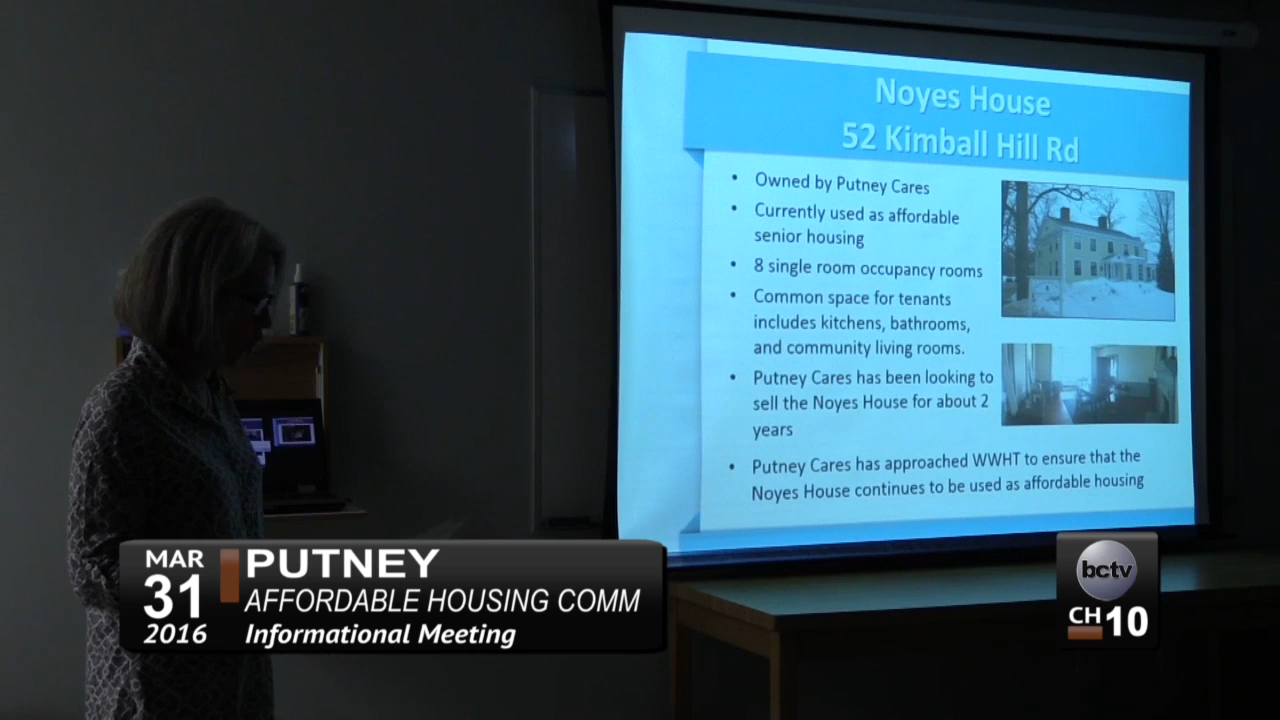 Noyes House
52 Kimball Hill Rd
• Owned by Putney Cares
• Currently used as affordable
senior housing
• 8 single room occupancy rooms
• Common space for tenants
includes kitchens, bathrooms,
and community living rooms.
• Putney Cares has been looking to
sell the Noyes House for about 2
years
• Putney Cares has approached WWHT to ensure that the
Noyes House continues to be used as affordable housing
MAR
31
2016
PUTNEY
AFFORDABLE HOUSING COMM
Informational Meeting
bctv
CH 10